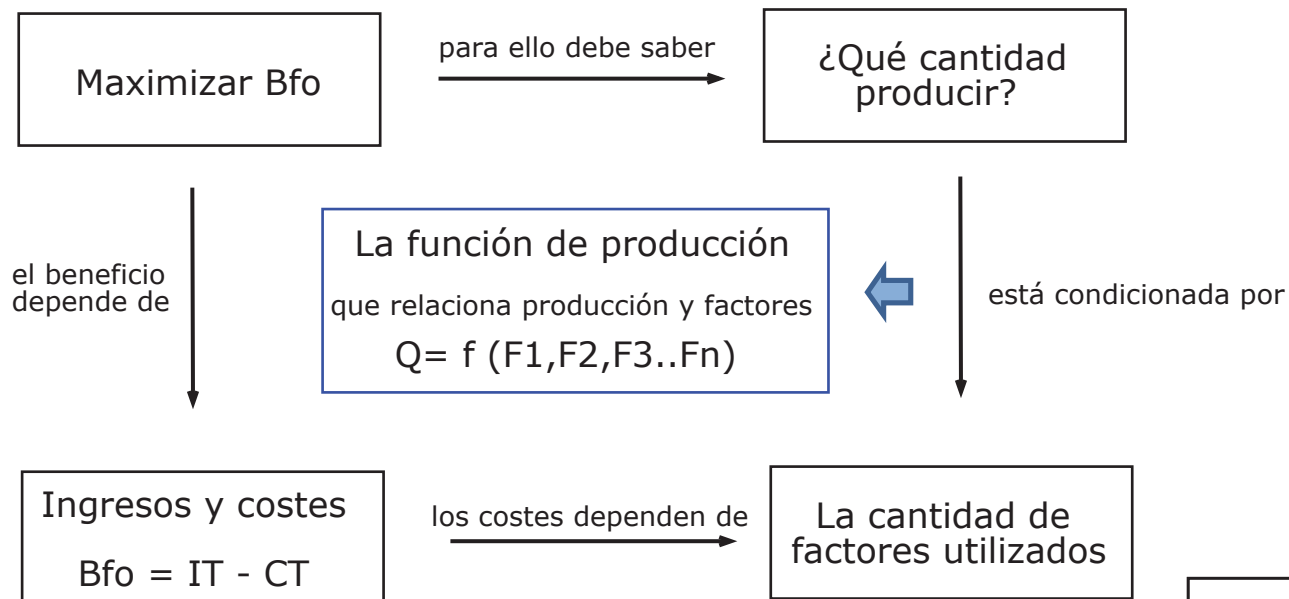 Maximizar Bfo
para ello debe saber
¿Qué cantidad
producir?
el beneficio
depende de
La función de producción
que relaciona producción y factores
Q= f (F1,F2,F3..Fn)
está condicionada por
Ingresos y costes
Bfo = IT - CT
los costes dependen de
La cantidad de
factores utilizados